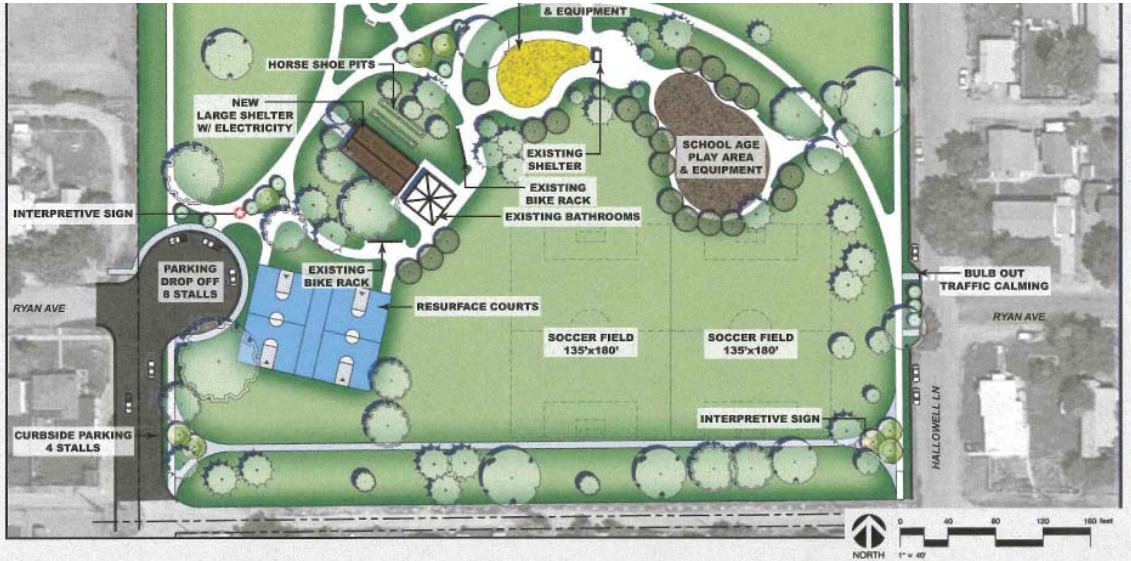 & EQUIPMENT
HORSE SHOE PITS
NEW
LARGE SHELTER
W/ ELECTRICITY
EXISTING
SHELTER
SCHOOL AGE
PLAY AREA
& EQUIPMENT
EXISTING
BIKE RACK
INTERPRETIVE SIGN
EXISTING BATHROOMS
PARKING
DROP OFF
8 STALLS
EXISTING
BIKE RACK
BULB OUT
TRAFFIC CALMING
RYAN AVE
RESURFACE COURTS
RYAN AVE
SOCCER FIELD
135'x180'
SOCCER FIELD
135'x180'
CURBSIDE PARKING
4 STALLS
INTERPRETIVE SIGN
HALLOWELL LN
NORTH
0 40 80 120 160 feet
1" = 40'